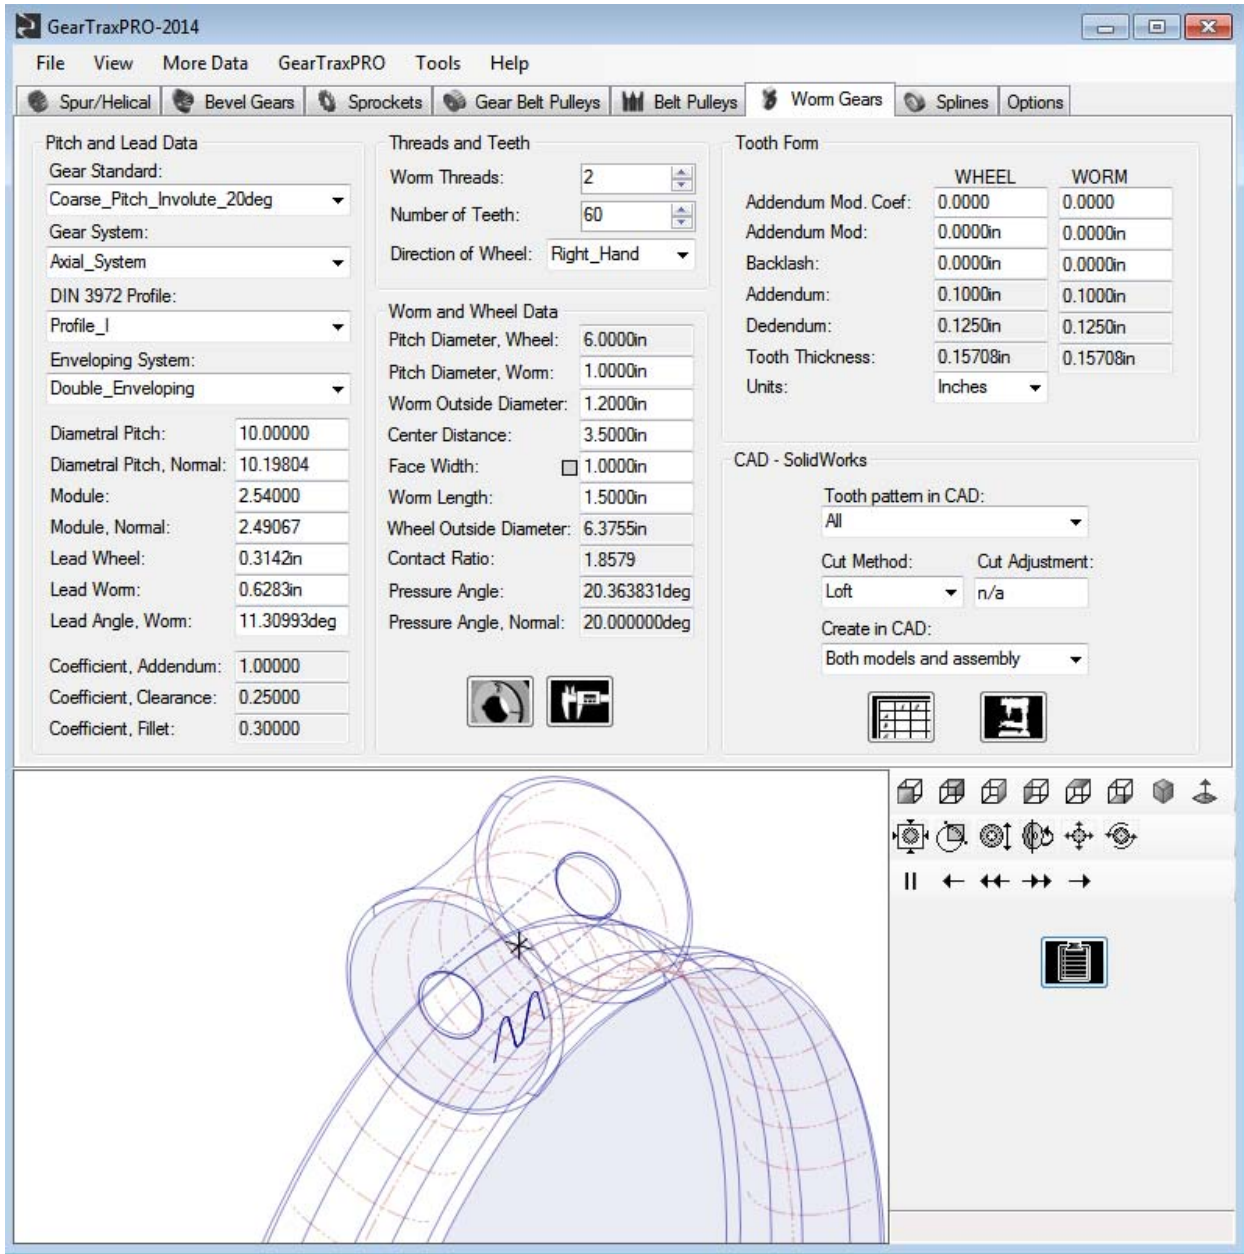 GearTraxPRO-2014
File View More Data GearTraxPRO Tools Help
Spur/Helical Bevel Gears Sprockets Gear Belt Pulleys Belt Pulleys Worm Gears Splines Options
Pitch and Lead Data
Gear Standard:
Coarse_Pitch_Involute_20deg
Gear System:
Axial_System
DIN 3972 Profile:
Profile_I
Enveloping System:
Double_Enveloping
Diametral Pitch: 10.00000
Diametral Pitch, Normal: 10.19804
Module: 2.54000
Module, Normal: 2.49067
Lead Wheel: 0.3142in
Lead Worm: 0.6283in
Lead Angle, Worm: 11.30993deg
Coefficient, Addendum: 1.00000
Coefficient, Clearance: 0.25000
Coefficient, Fillet: 0.30000
Threads and Teeth
Worm Threads: 2
Number of Teeth: 60
Direction of Wheel: Right_Hand
Worm and Wheel Data
Pitch Diameter, Wheel: 6.0000in
Pitch Diameter, Worm: 1.0000in
Worm Outside Diameter: 1.2000in
Center Distance: 3.5000in
Face Width: 1.0000in
Worm Length: 1.5000in
Wheel Outside Diameter: 6.3755in
Contact Ratio: 1.8579
Pressure Angle: 20.363831deg
Pressure Angle, Normal: 20.000000deg
Tooth Form
WHEEL WORM
Addendum Mod. Coef: 0.0000 0.0000
Addendum Mod: 0.0000in 0.0000in
Backlash: 0.0000in 0.0000in
Addendum: 0.1000in 0.1000in
Dedendum: 0.1250in 0.1250in
Tooth Thickness: 0.15708in 0.15708in
Units: Inches
CAD - SolidWorks
Tooth pattern in CAD:
All
Cut Method: Cut Adjustment:
Loft n/a
Create in CAD:
Both models and assembly